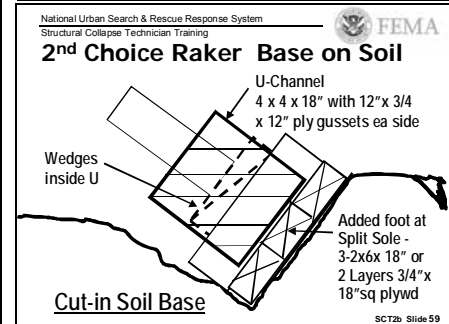 National Urban Search & Rescue Response System
Structural Collapse Technician Training
FEMA
2nd Choice Raker Base on Soil
U-Channel
4 x 4 x 18" with 12"x 3/4
x 12" ply gussets ea side
Wedges
inside U
Added foot at
Split Sole -
3-2x6x 18" or
2 Layers 3/4"x
18"sq plywd
Cut-in Soil Base
SCT2b Slide 59